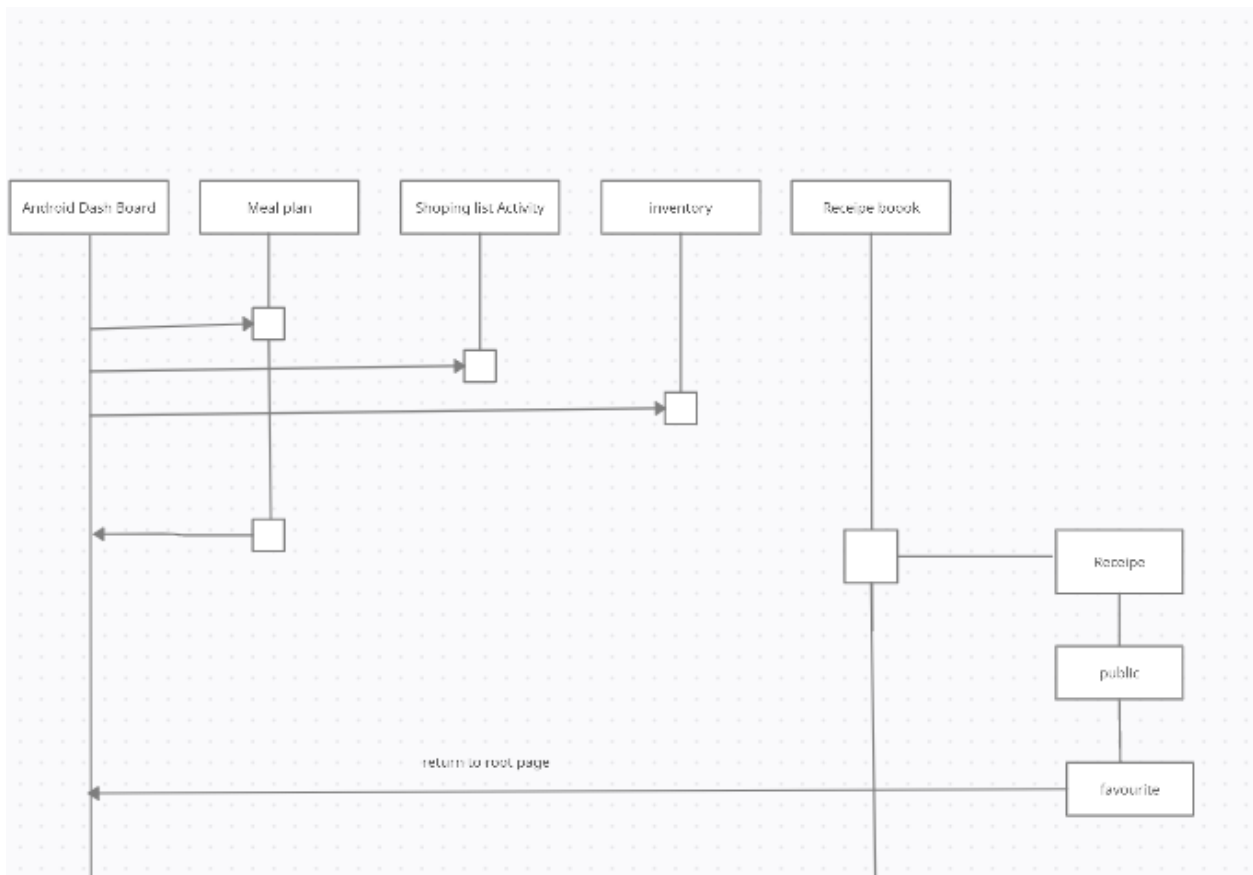 Android Dash Board
Meal plan
Shoping list Activity
inventory
Receipe boook
Receipe
public
return to root page
favourite